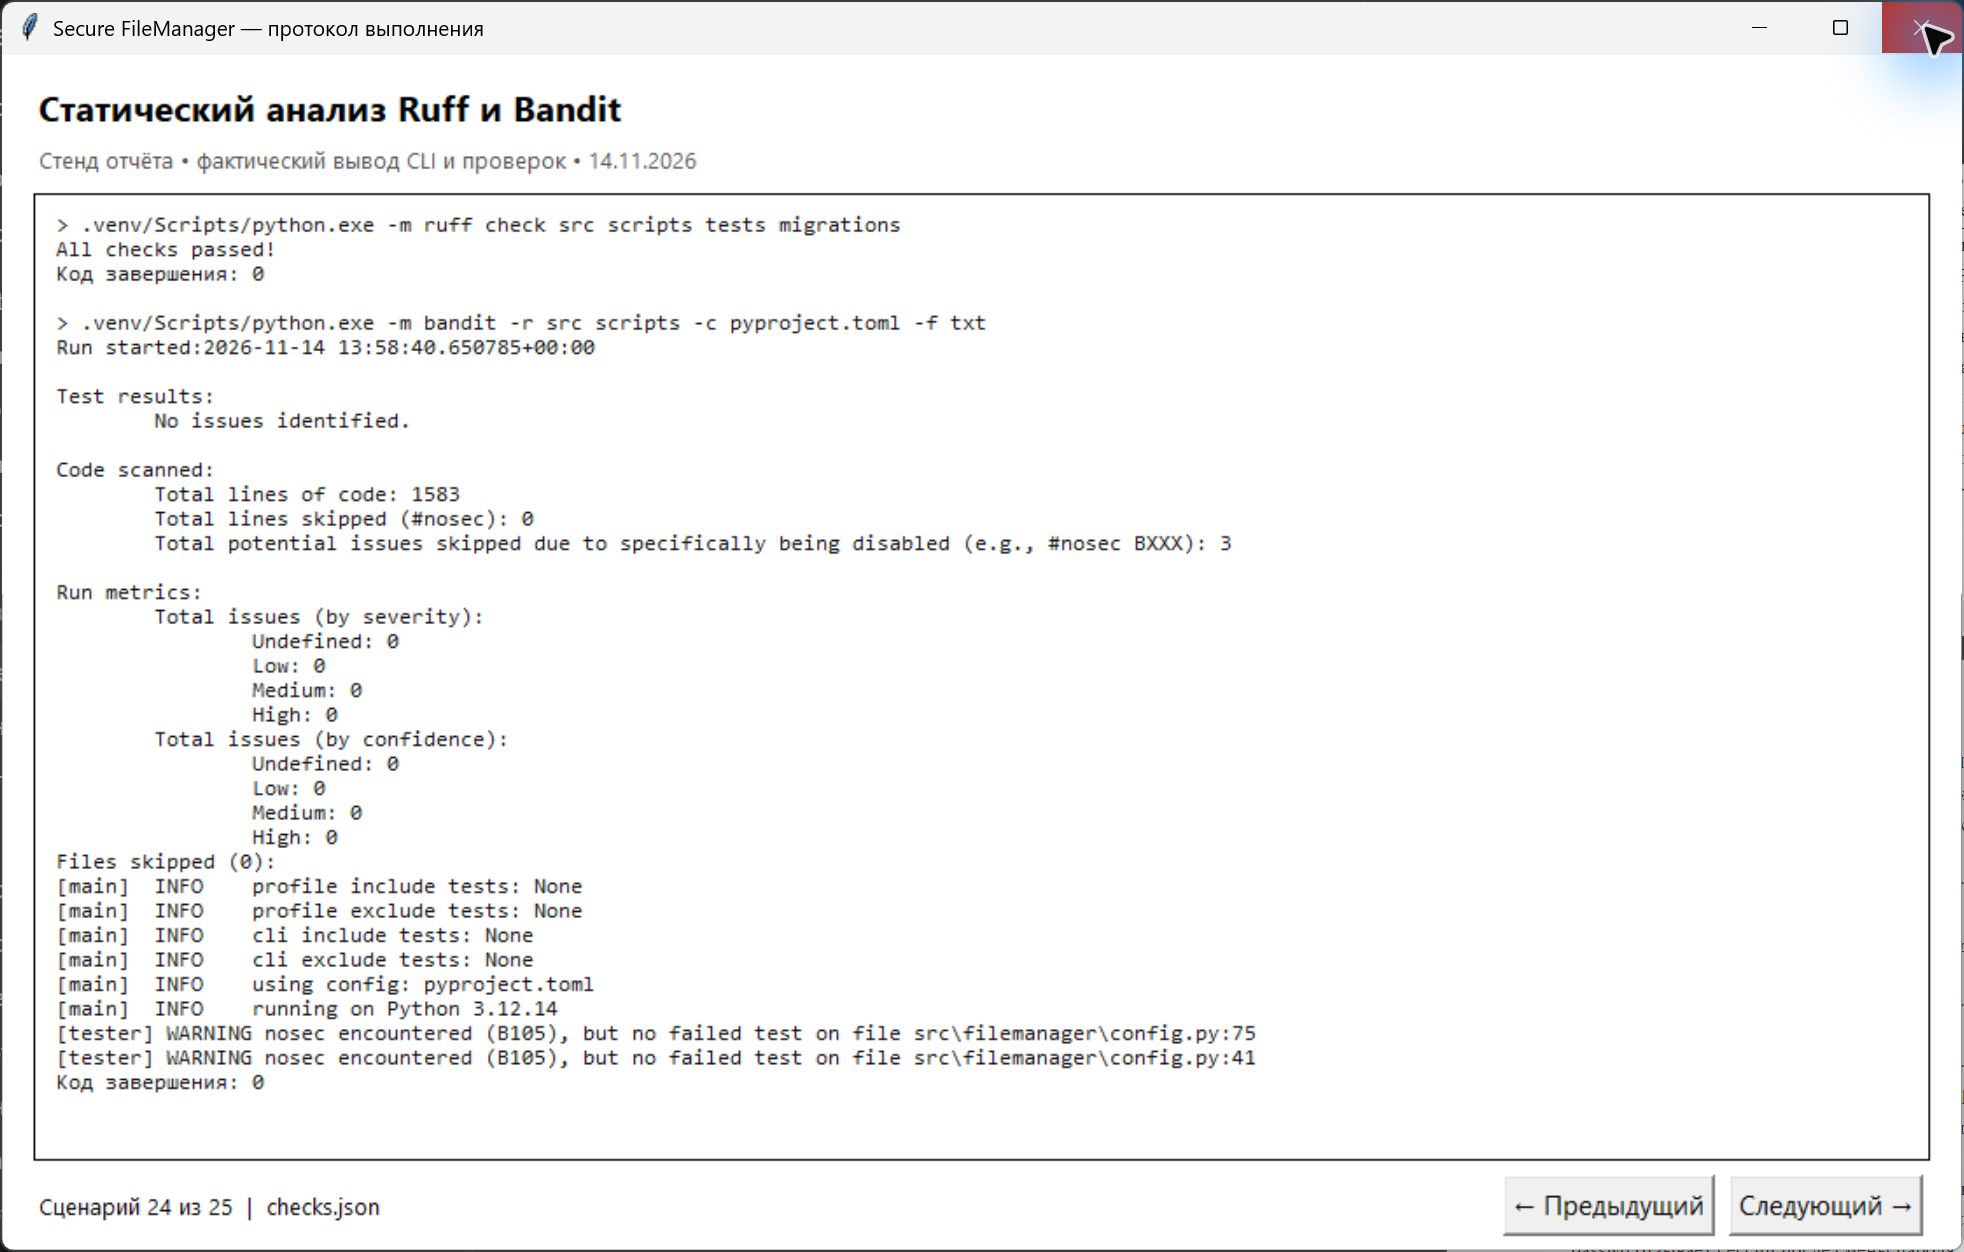 Secure FileManager — протокол выполнения
Статический анализ Ruff и Bandit
Стенд отчёта • фактический вывод CLI и проверок • 14.11.2026
> .venv/Scripts/python.exe -m ruff check src scripts tests migrations
All checks passed!
Код завершения: 0
> .venv/Scripts/python.exe -m bandit -r src scripts -c pyproject.toml -f txt
Run started:2026-11-14 13:58:40.650785+00:00
Test results:
No issues identified.
Code scanned:
Total lines of code: 1583
Total lines skipped (#nosec): 0
Total potential issues skipped due to specifically being disabled (e.g., #nosec BXXX): 3
Run metrics:
Total issues (by severity):
Undefined: 0
Low: 0
Medium: 0
High: 0
Total issues (by confidence):
Undefined: 0
Low: 0
Medium: 0
High: 0
Files skipped (0):
[main]  INFO    profile include tests: None
[main]  INFO    profile exclude tests: None
[main]  INFO    cli include tests: None
[main]  INFO    cli exclude tests: None
[main]  INFO    using config: pyproject.toml
[main]  INFO    running on Python 3.12.14
[tester] WARNING nosec encountered (B105), but no failed test on file src\filemanager\config.py:75
[tester] WARNING nosec encountered (B105), but no failed test on file src\filemanager\config.py:41
Код завершения: 0
Сценарий 24 из 25 | checks.json
← Предыдущий
Следующий →